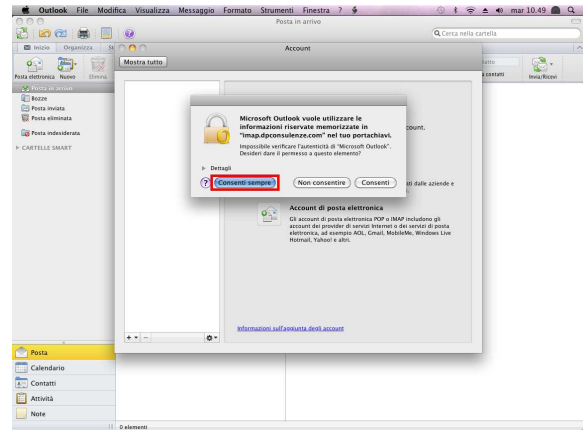 Outlook File Modifica Visualizza Messaggio Formato Strumenti Finestra ? mar 10.49
Posta in arrivo
Cerca nella cartella
Inizio Organizza
Account
Mostra tutto
Posta elettronica Nuovo Elimina
contatti
Invia/Ricevi
Posta in arrivo
Bozze
Posta inviata
Posta eliminata
Posta indesiderata
CARTELLE SMART
Microsoft Outlook vuole utilizzare le
informazioni riservate memorizzate in
"imap.dpconsulenze.com" nel tuo portachiavi.
count.
Impossibile verificare l'autenticità di "Microsoft Outlook".
Desideri dare il permesso a questo elemento?
Dettagli
? Consenti sempre Non consentire Consenti
ati dalle aziende e
servizi.
Account di posta elettronica
Gli account di posta elettronica POP o IMAP includono gli
account dei provider di servizi Internet o dei servizi di posta
elettronica, ad esempio AOL, Gmail, MobileMe, Windows Live
Hotmail, Yahoo! e altri.
Informazioni sull'aggiunta degli account
+ −
Posta
Calendario
Contatti
Attività
Note
0 elementi